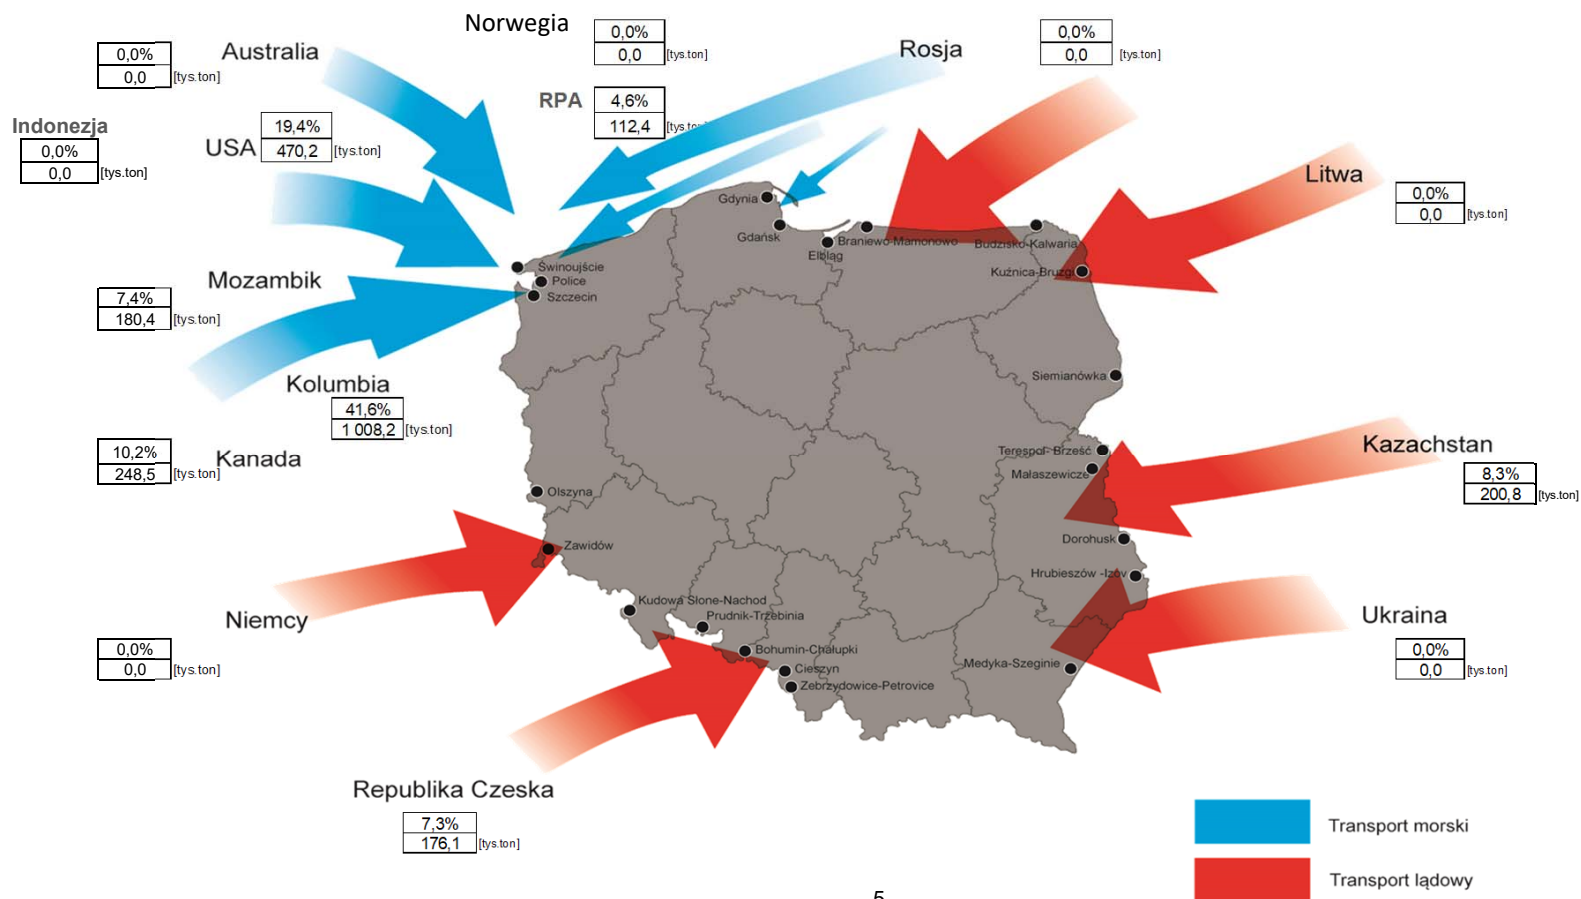 Norwegia
0,0%
0,0 [tys.ton]
Rosja
0,0%
0,0 [tys.ton]
Australia
0,0%
0,0 [tys.ton]
RPA
4,6%
112,4
Indonezja
0,0%
0,0 [tys.ton]
USA
19,4%
470,2 [tys.ton]
Litwa
0,0%
0,0 [tys.ton]
Gdynia
Gdańsk
Elbląg
Braniewo-Mamonowo
Budzisko-Kalwaria
Kuźnica-Bruzgi
Świnoujście
Police
Szczecin
Mozambik
7,4%
180,4 [tys.ton]
Kolumbia
41,6%
1 008,2 [tys.ton]
Siemianówka
Kanada
10,2%
248,5 [tys.ton]
Terespol- Brześć
Małaszewicze
Kazachstan
8,3%
200,8 [tys.ton]
Olszyna
Zawidów
Dorohusk
Hrubieszów -Izov
Niemcy
0,0%
0,0 [tys.ton]
Kudowa Słone-Nachod
Prudnik-Trzebinia
Bohumin-Chałupki
Cieszyn
Zebrzydowice-Petrovice
Medyka-Szeginie
Ukraina
0,0%
0,0 [tys.ton]
Republika Czeska
7,3%
176,1 [tys.ton]
Transport morski
Transport lądowy
5